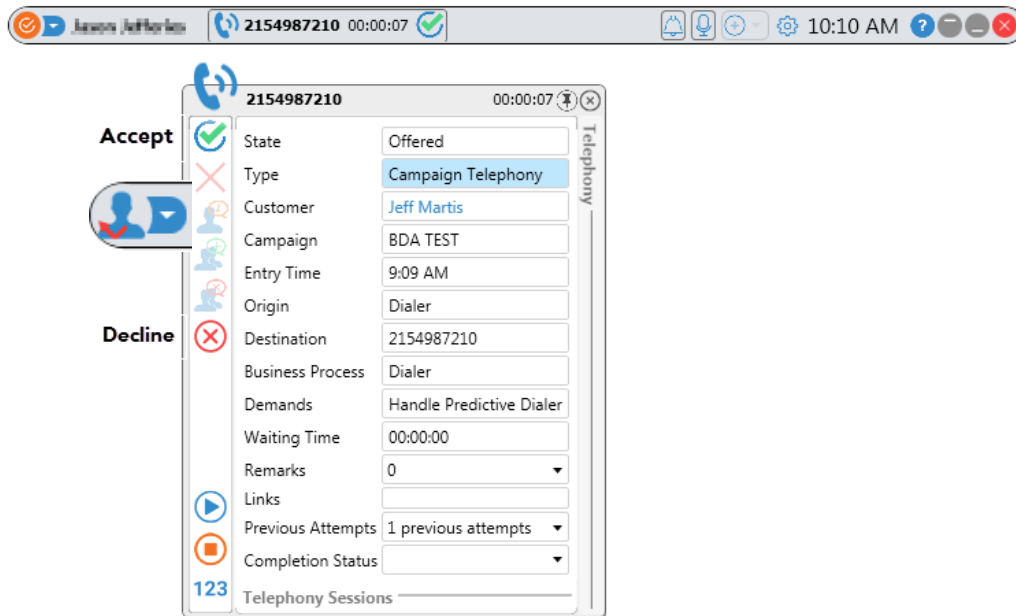 2154987210 00:00:07 10:10 AM ?
2154987210 00:00:07
Telephony
Accept
State Offered
Type Campaign Telephony
Customer Jeff Martis
Campaign BDA TEST
Entry Time 9:09 AM
Origin Dialer
Decline
Destination 2154987210
Business Process Dialer
Demands Handle Predictive Dialer
Waiting Time 00:00:00
Remarks 0
Links
Previous Attempts 1 previous attempts
Completion Status
123
Telephony Sessions